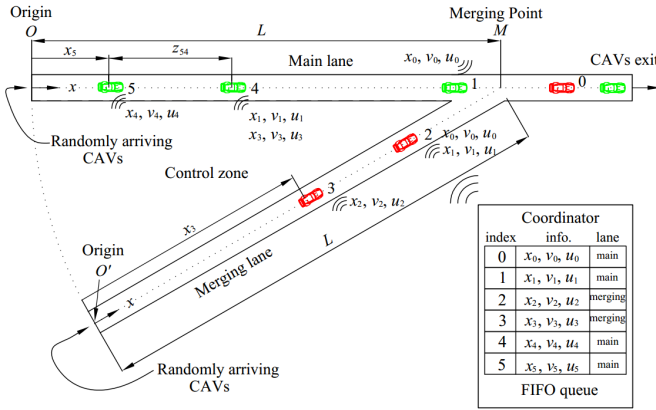 Origin
O
L
Merging Point
M
x5
z54
Main lane
x0, v0, u0
CAVs exit
x
5
4
1
0
x4, v4, u4
x1, v1, u1
x3, v3, u3
Randomly arriving
CAVs
2
x0, v0, u0
x1, v1, u1
Control zone
3
x2, v2, u2
x3
L
Origin
O'
x
Merging lane
Randomly arriving
CAVs
Coordinator
index info. lane
0 x0, v0, u0 main
1 x1, v1, u1 main
2 x2, v2, u2 merging
3 x3, v3, u3 merging
4 x4, v4, u4 main
5 x5, v5, u5 main
FIFO queue